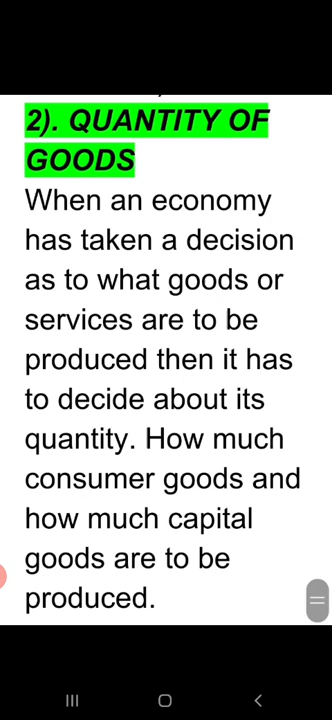 2). QUANTITY OF
GOODS
When an economy
has taken a decision
as to what goods or
services are to be
produced then it has
to decide about its
quantity. How much
consumer goods and
how much capital
goods are to be
produced.